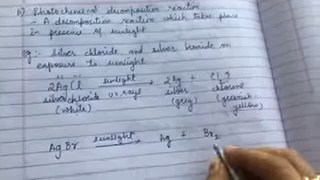 b) Photochemical decomposition reaction
- A decomposition reaction which takes place
in presence of sunlight
Eg:- Silver chloride and silver bromide on
exposure to sunlight
2AgCl sunlight → 2Ag + Cl2
silver chloride uv rays silver chlorine
(white) (grey) (greenish
yellow)
AgBr sunlight → Ag + Br2